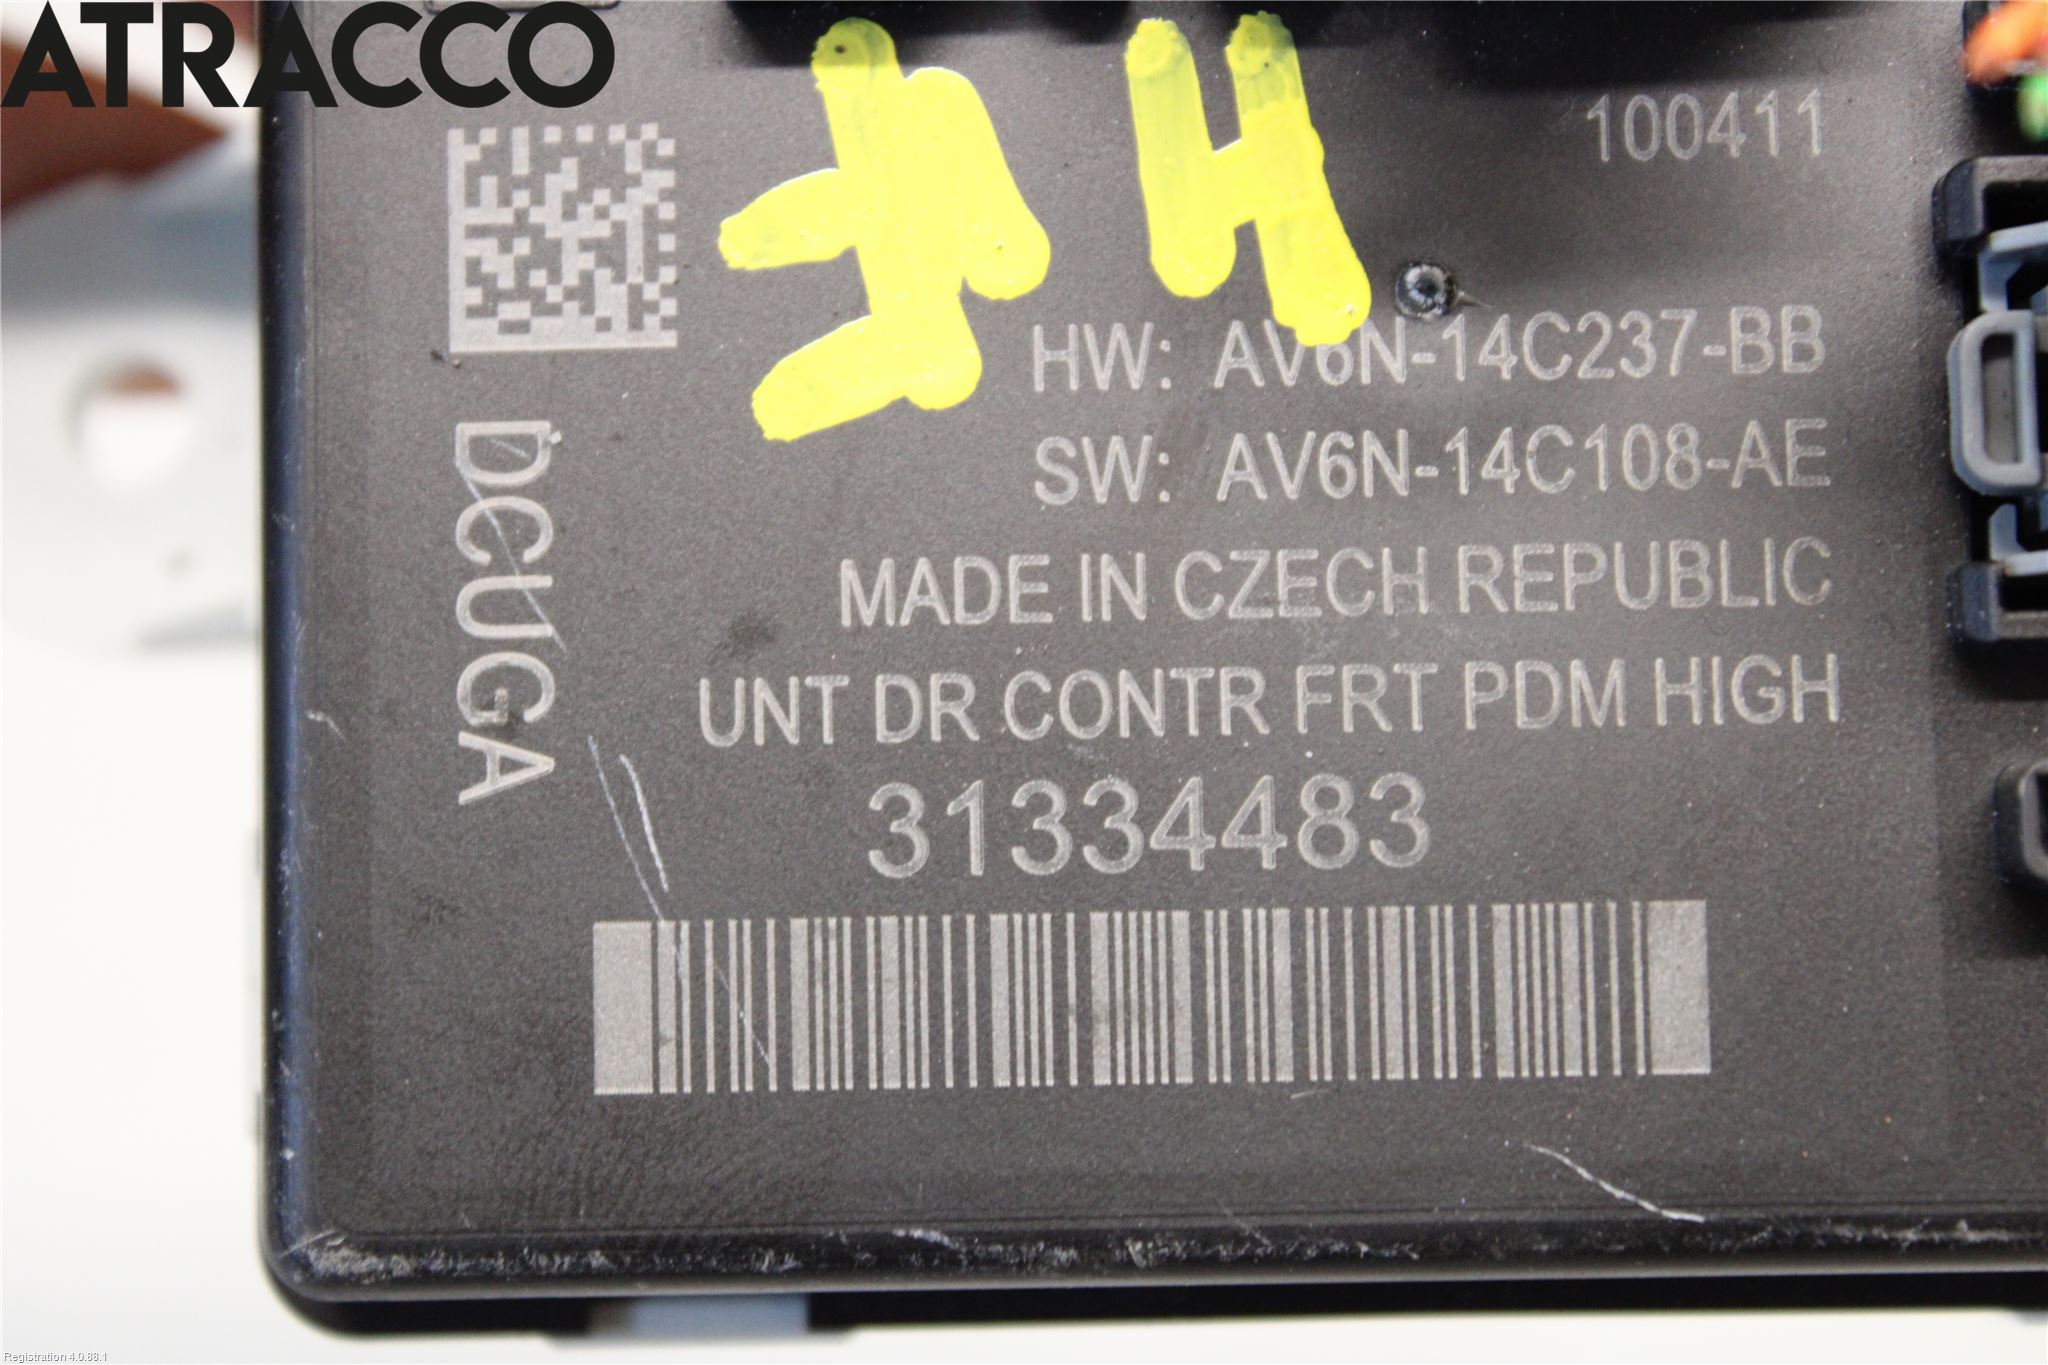 ATRACCO
100411
HW: AV6N-14C237-BB
SW: AV6N-14C108-AE
MADE IN CZECH REPUBLIC
UNT DR CONTR FRT PDM HIGH
31334483
DCUGA
Registration 4.0.88.1